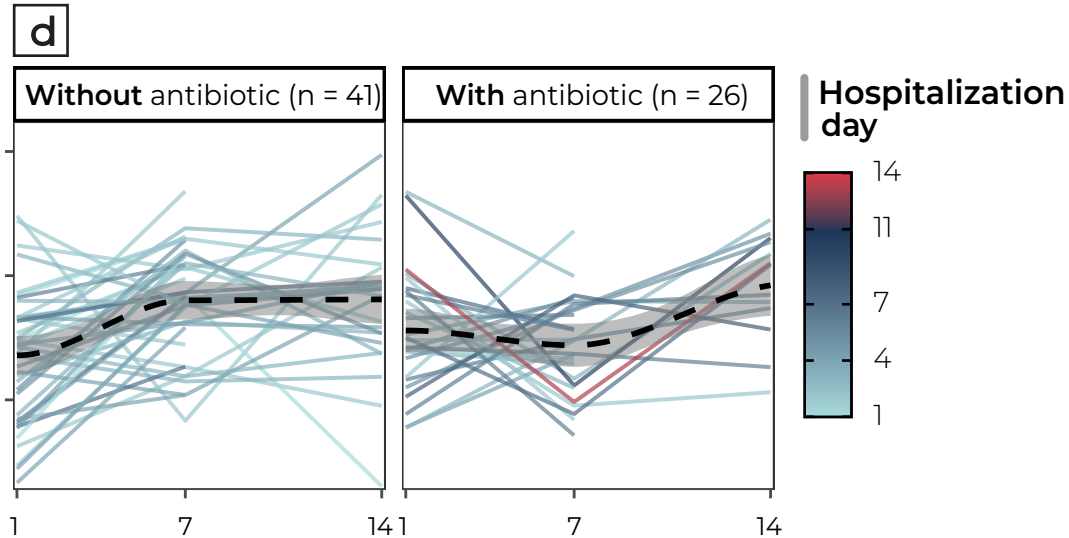 d
Without antibiotic (n = 41)
With antibiotic (n = 26)
Hospitalization
day
14
11
7
4
1
1 7 14
1 7 14